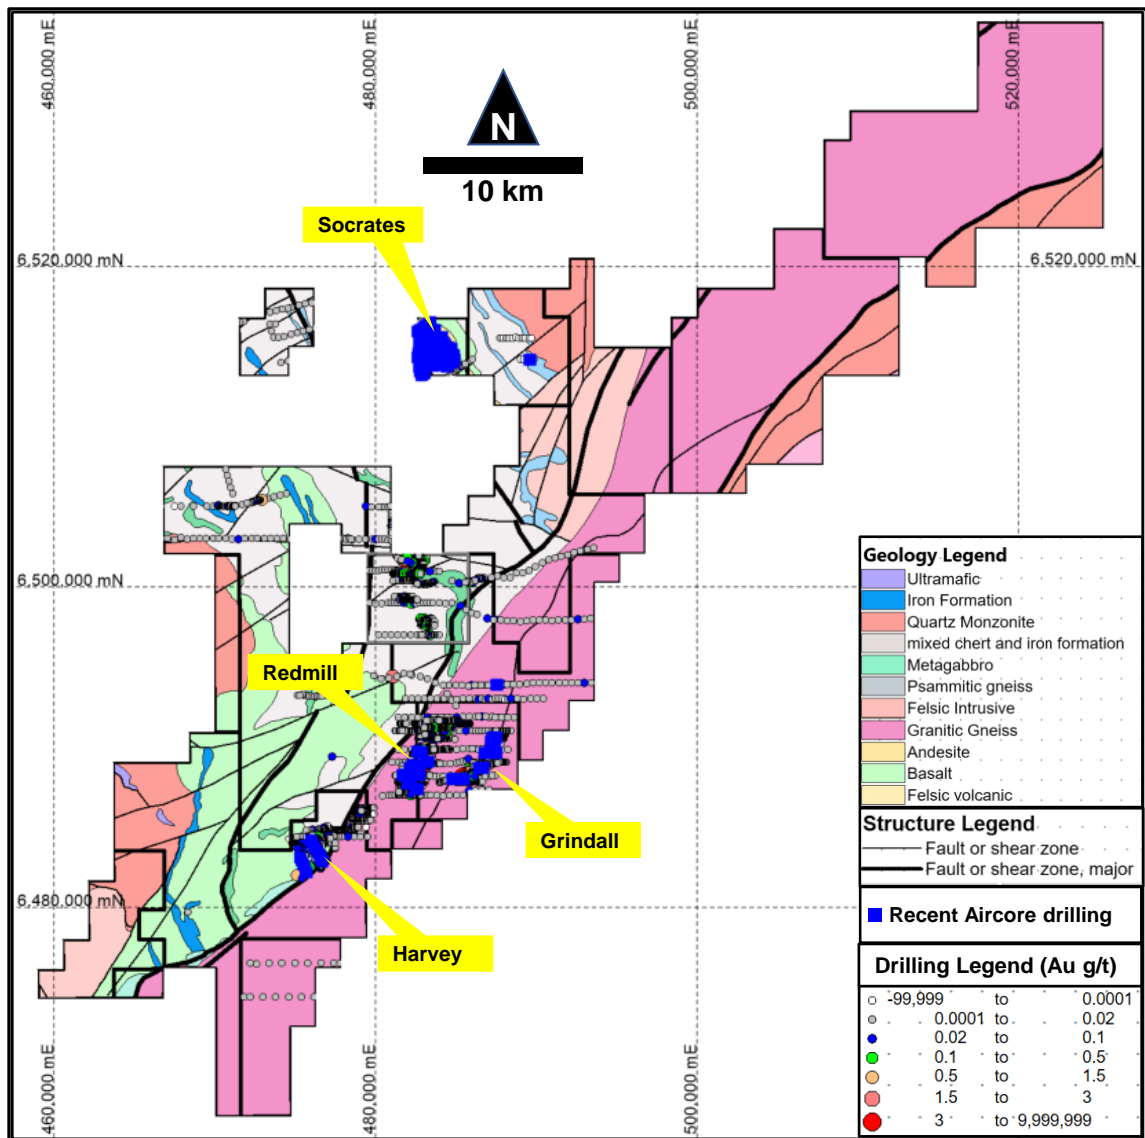 460,000 mE
480,000 mE
500,000 mE
520,000 mE
N
10 km
Socrates
6,520,000 mN
6,520,000 mN
6,500,000 mN
Redmill
Grindall
6,480,000 mN
Harvey
460,000 mE
480,000 mE
500,000 mE
Geology Legend
Ultramafic
Iron Formation
Quartz Monzonite
mixed chert and iron formation
Metagabbro
Psammitic gneiss
Felsic Intrusive
Granitic Gneiss
Andesite
Basalt
Felsic volcanic
Structure Legend
Fault or shear zone
Fault or shear zone, major
Recent Aircore drilling
Drilling Legend (Au g/t)
-99,999 to 0.0001
0.0001 to 0.02
0.02 to 0.1
0.1 to 0.5
0.5 to 1.5
1.5 to 3
3 to 9,999,999